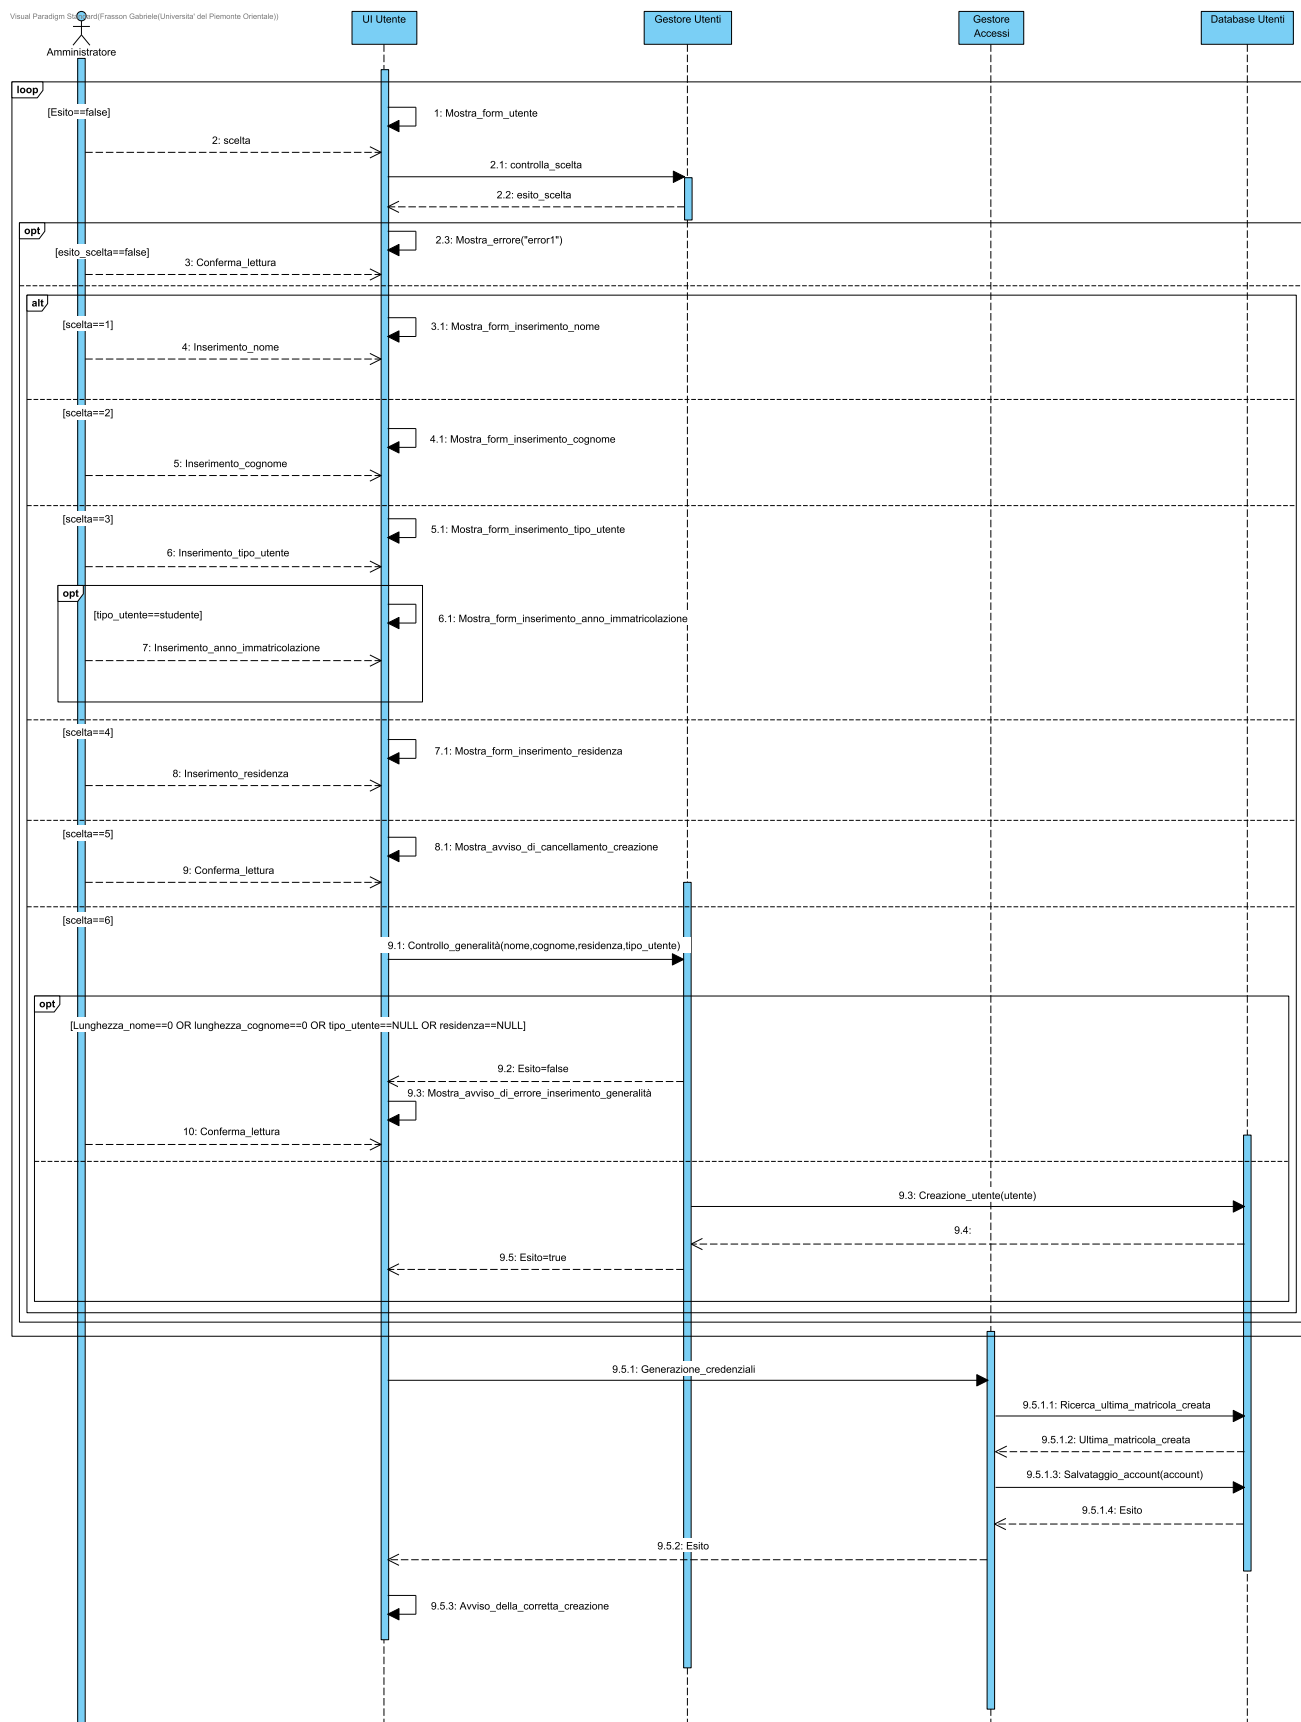 Visual Paradigm Standard(Frasson Gabriele(Universita' del Piemonte Orientale))
Amministratore
UI Utente
Gestore Utenti
Gestore
Accessi
Database Utenti
loop
[Esito==false]
1: Mostra_form_utente
2: scelta
2.1: controlla_scelta
2.2: esito_scelta
opt
[esito_scelta==false]
2.3: Mostra_errore("error1")
3: Conferma_lettura
alt
[scelta==1]
3.1: Mostra_form_inserimento_nome
4: Inserimento_nome
[scelta==2]
4.1: Mostra_form_inserimento_cognome
5: Inserimento_cognome
[scelta==3]
5.1: Mostra_form_inserimento_tipo_utente
6: Inserimento_tipo_utente
opt
[tipo_utente==studente]
6.1: Mostra_form_inserimento_anno_immatricolazione
7: Inserimento_anno_immatricolazione
[scelta==4]
7.1: Mostra_form_inserimento_residenza
8: Inserimento_residenza
[scelta==5]
8.1: Mostra_avviso_di_cancellamento_creazione
9: Conferma_lettura
[scelta==6]
9.1: Controllo_generalità(nome,cognome,residenza,tipo_utente)
opt
[Lunghezza_nome==0 OR lunghezza_cognome==0 OR tipo_utente==NULL OR residenza==NULL]
9.2: Esito=false
9.3: Mostra_avviso_di_errore_inserimento_generalità
10: Conferma_lettura
9.3: Creazione_utente(utente)
9.4:
9.5: Esito=true
9.5.1: Generazione_credenziali
9.5.1.1: Ricerca_ultima_matricola_creata
9.5.1.2: Ultima_matricola_creata
9.5.1.3: Salvataggio_account(account)
9.5.1.4: Esito
9.5.2: Esito
9.5.3: Avviso_della_corretta_creazione